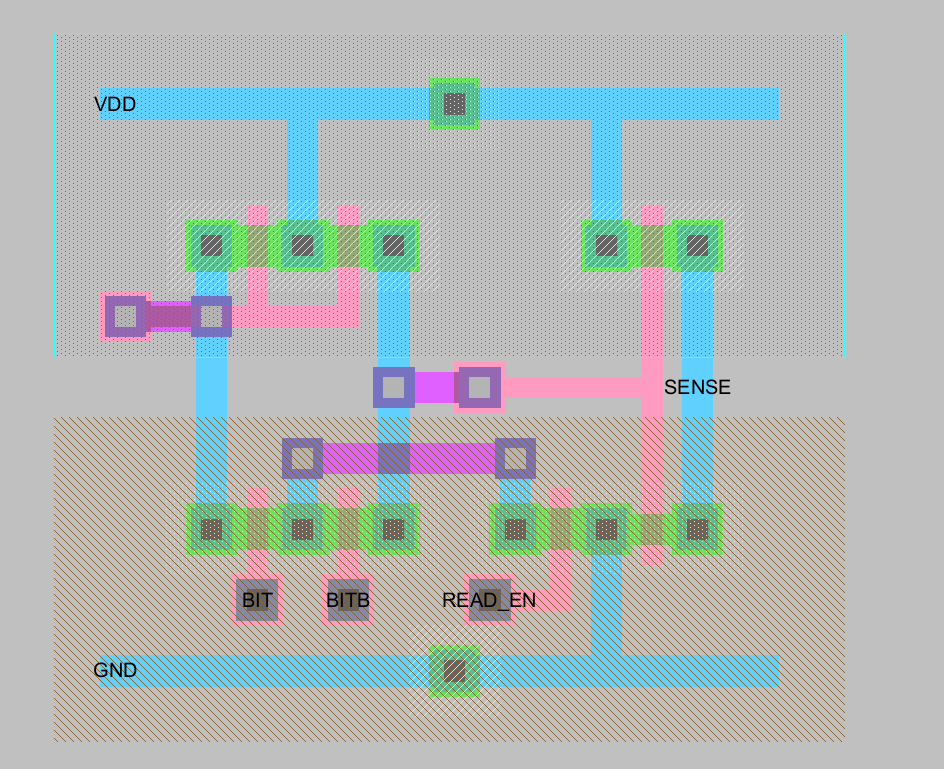 VDD
SENSE
BIT
BITB
READ_EN
GND